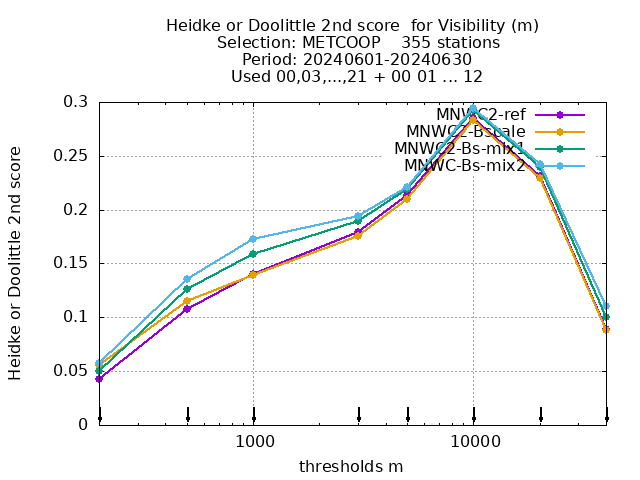 Heidke or Doolittle 2nd score  for Visibility (m)
Selection: METCOOP    355 stations
Period: 20240601-20240630
Used 00,03,...,21 + 00 01 ... 12
Heidke or Doolittle 2nd score
0.3
0.25
0.2
0.15
0.1
0.05
0
MNWC2-ref
MNWC2-Bscale
MNWC2-Bs-mix1
MNWC-Bs-mix2
1000
10000
thresholds m